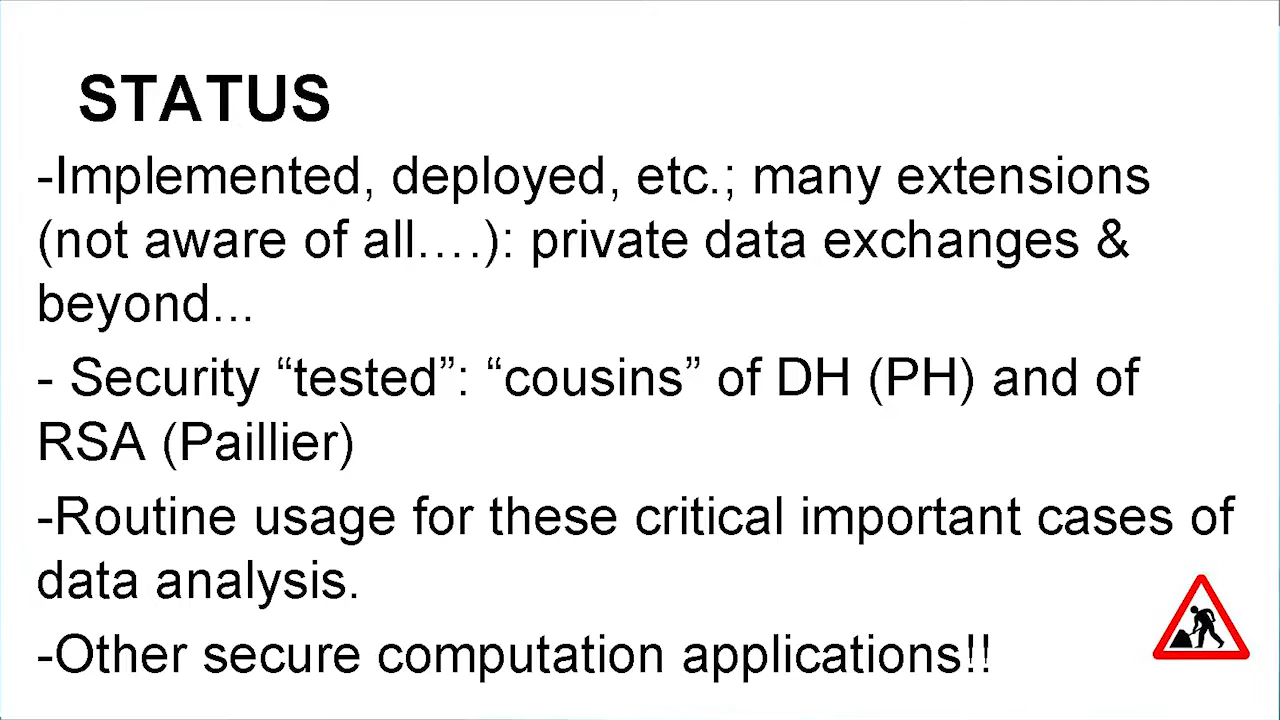 STATUS
-Implemented, deployed, etc.; many extensions
(not aware of all….): private data exchanges &
beyond...
- Security “tested”: “cousins” of DH (PH) and of
RSA (Paillier)
-Routine usage for these critical important cases of
data analysis.
-Other secure computation applications!!